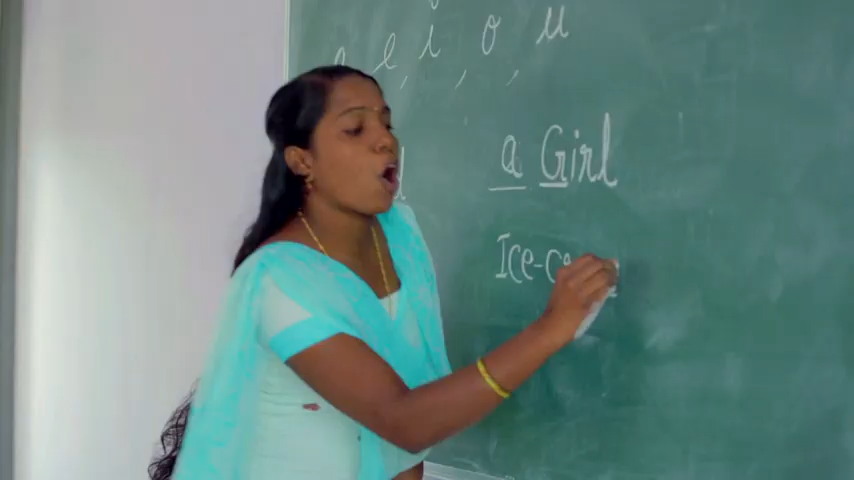 a, e, i, o, u
a Girl
Ice-c